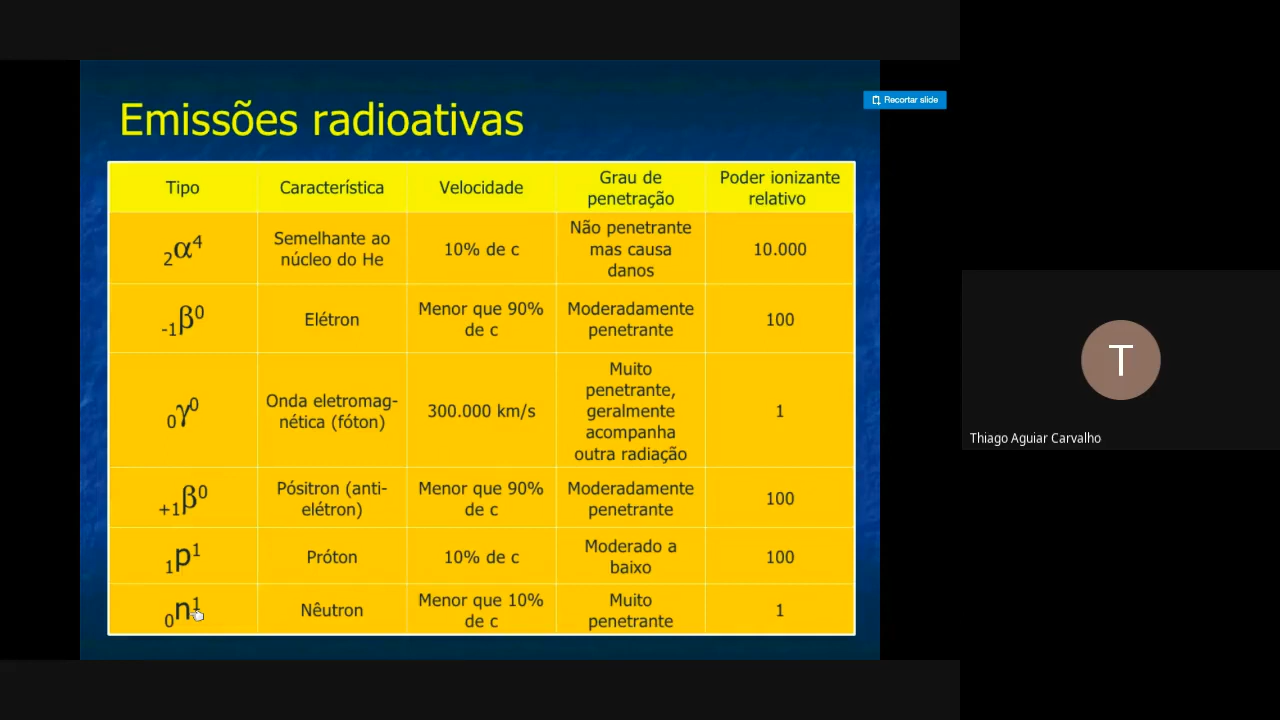 Recortar slide
Emissões radioativas
Tipo
Característica
Velocidade
Grau de
penetração
Poder ionizante
relativo
₂α⁴
Semelhante ao
núcleo do He
10% de c
Não penetrante
mas causa
danos
10.000
₋₁β⁰
Elétron
Menor que 90%
de c
Moderadamente
penetrante
100
₀γ⁰
Onda eletromag-
nética (fóton)
300.000 km/s
Muito
penetrante,
geralmente
acompanha
outra radiação
1
₊₁β⁰
Pósitron (anti-
elétron)
Menor que 90%
de c
Moderadamente
penetrante
100
₁p¹
Próton
10% de c
Moderado a
baixo
100
₀n¹
Nêutron
Menor que 10%
de c
Muito
penetrante
1
T
Thiago Aguiar Carvalho